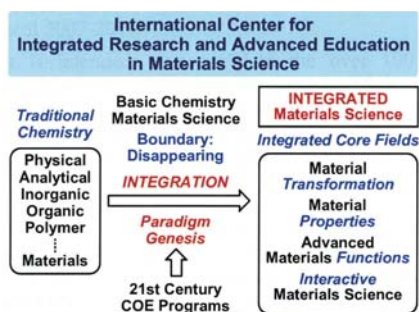 International Center for
Integrated Research and Advanced Education
in Materials Science
Traditional
Chemistry
Physical
Analytical
Inorganic
Organic
Polymer
Materials
Basic Chemistry
Materials Science
Boundary:
Disappearing
INTEGRATION
Paradigm
Genesis
21st Century
COE Programs
INTEGRATED
Materials Science
Integrated Core Fields
Material
Transformation
Material
Properties
Advanced
Materials Functions
Interactive
Materials Science